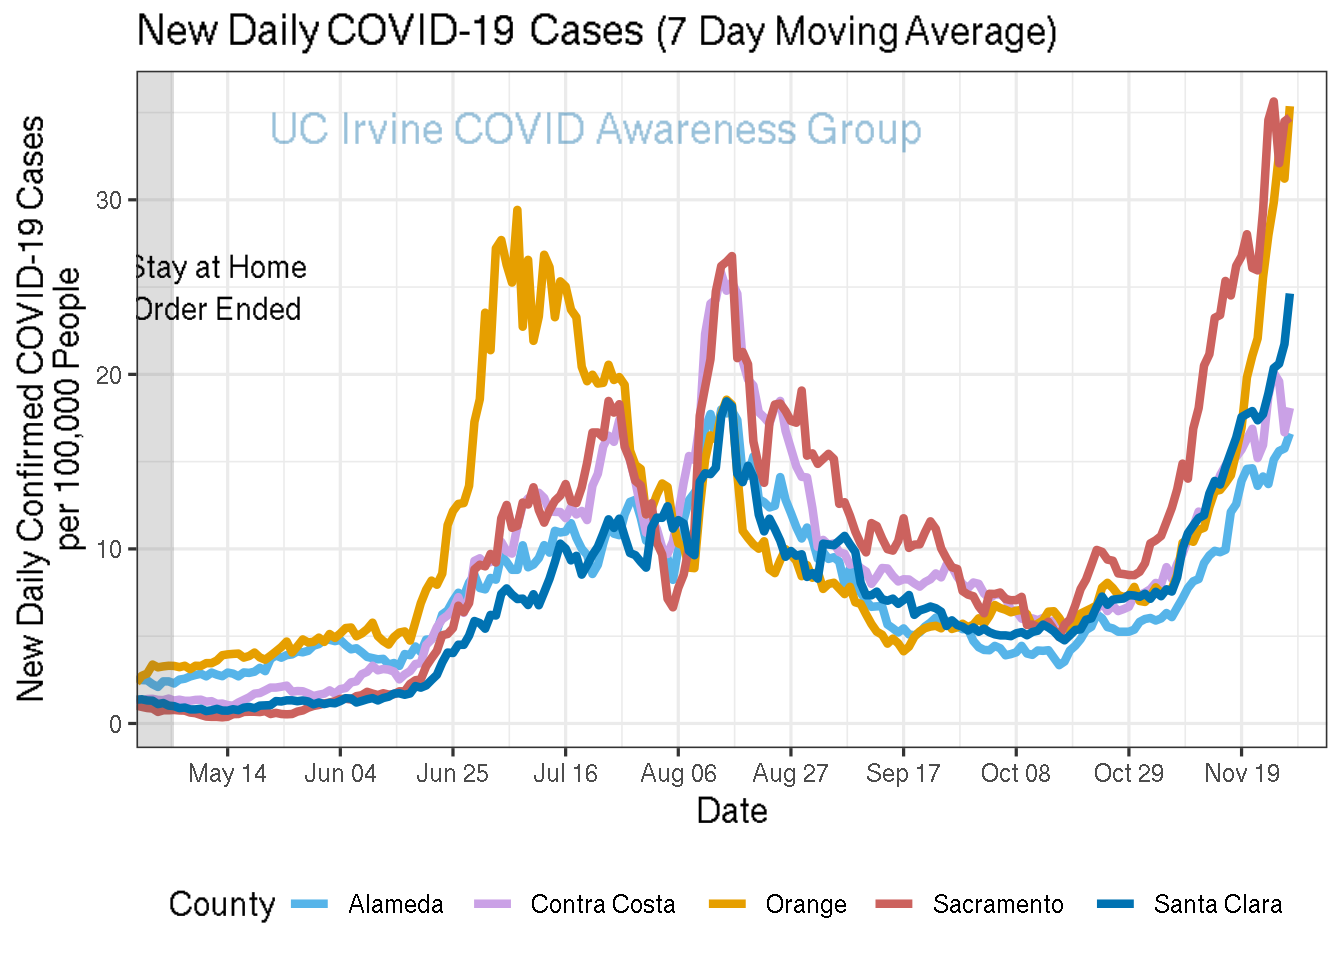 New Daily COVID-19 Cases (7 Day Moving Average)
UC Irvine COVID Awareness Group
Stay at Home
Order Ended
New Daily Confirmed COVID-19 Cases
per 100,000 People
30
20
10
0
May 14 Jun 04 Jun 25 Jul 16 Aug 06 Aug 27 Sep 17 Oct 08 Oct 29 Nov 19
Date
County Alameda Contra Costa Orange Sacramento Santa Clara